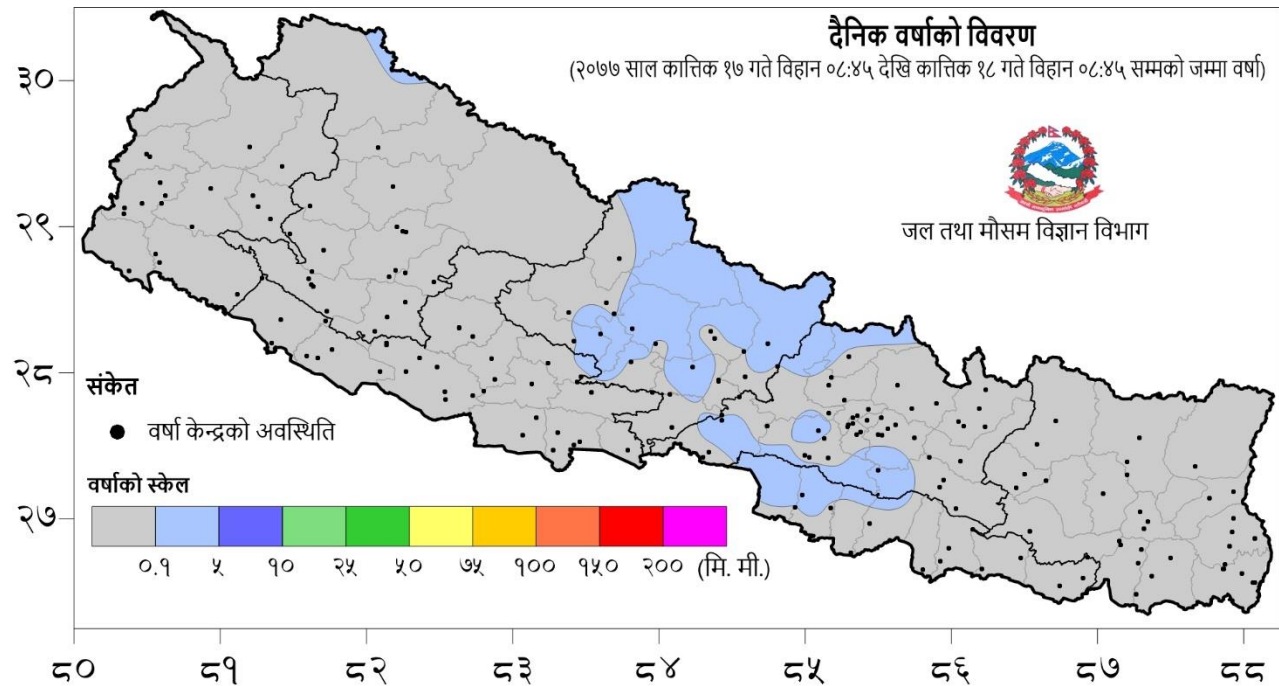 दैनिक वर्षाको विवरण
(२०७७ साल कात्तिक १७ गते विहान ०८:४५ देखि कात्तिक १८ गते विहान ०८:४५ सम्मको जम्मा वर्षा)
जल तथा मौसम विज्ञान विभाग
३०
२९
२८
२७
संकेत
वर्षा केन्द्रको अवस्थिति
वर्षाको स्केल
०.१ ५ १० २५ ५० ७५ १०० १५० २०० (मि. मी.)
८० ८१ ८२ ८३ ८४ ८५ ८६ ८७ ८८